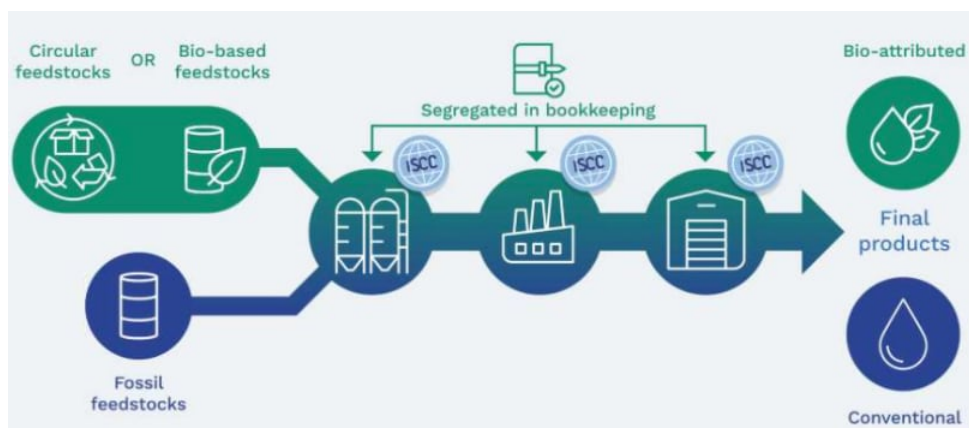 Circular
feedstocks
OR
Bio-based
feedstocks
Segregated in bookkeeping
ISCC
ISCC
ISCC
Bio-attributed
Final
products
Fossil
feedstocks
Conventional